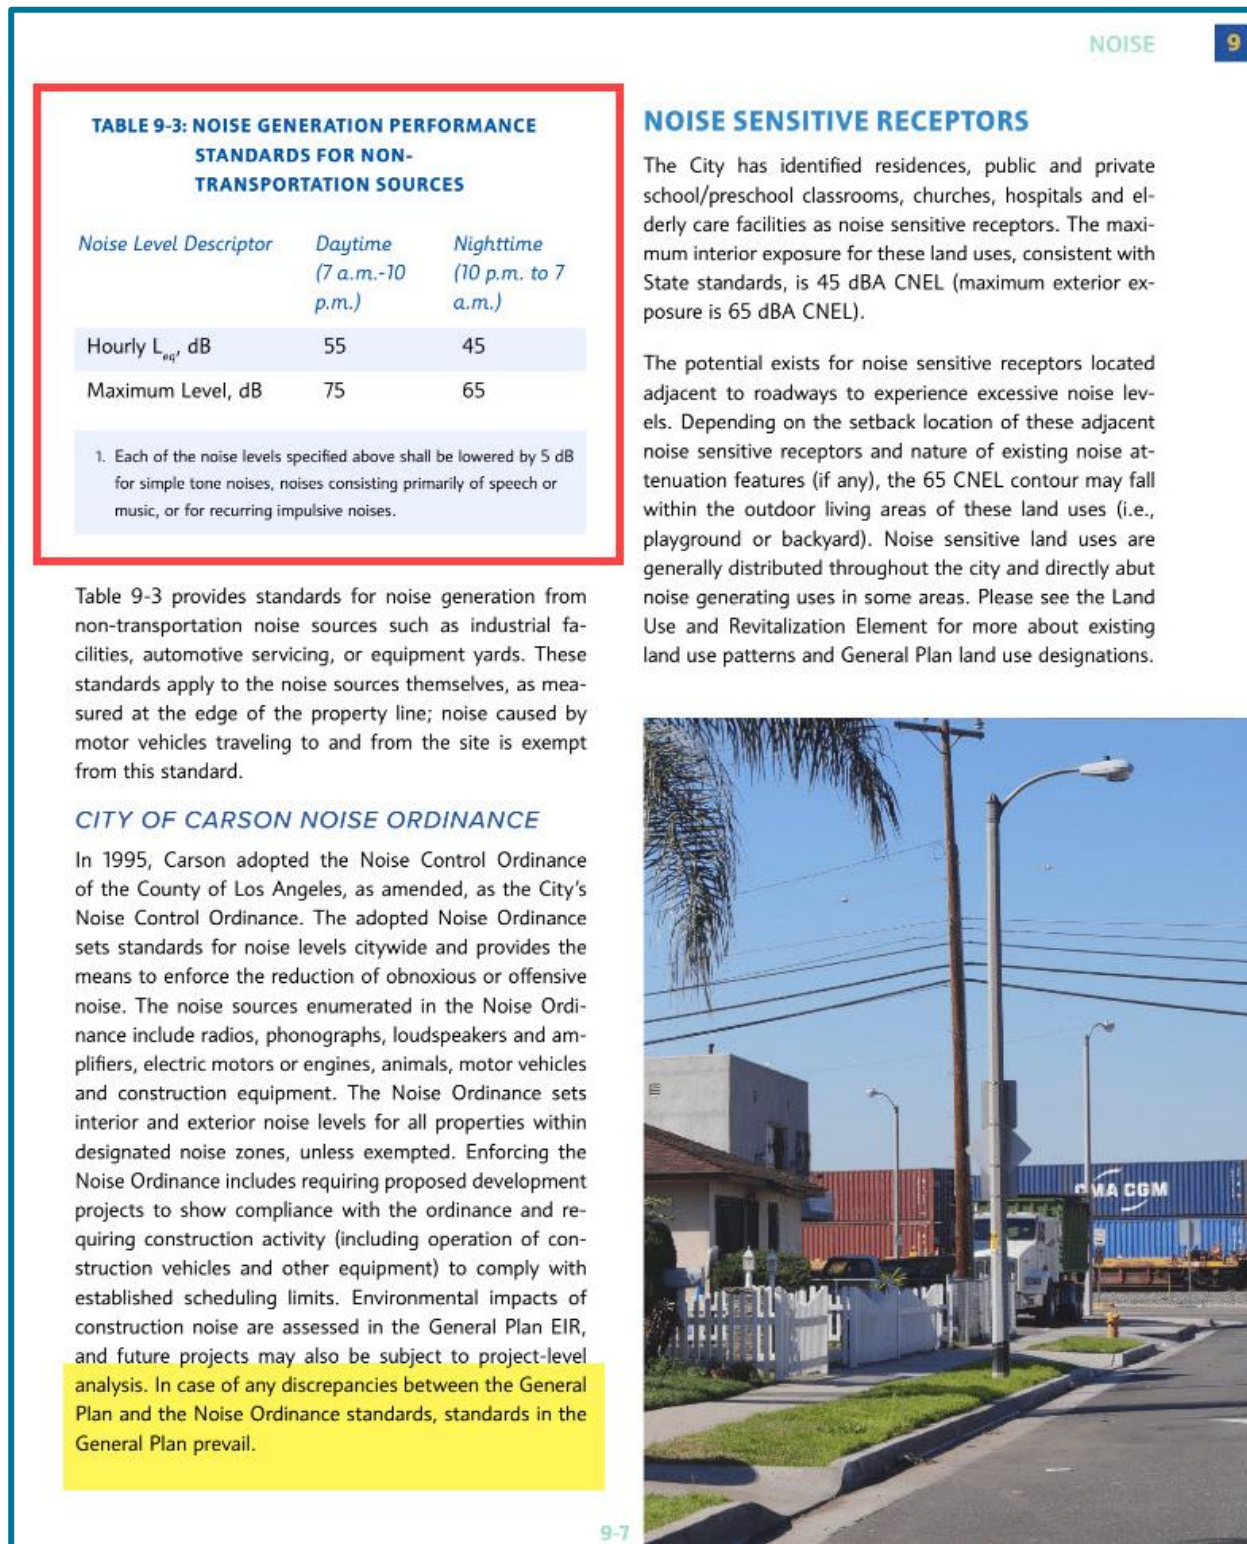 NOISE
9
TABLE 9-3: NOISE GENERATION PERFORMANCE
STANDARDS FOR NON-
TRANSPORTATION SOURCES
Noise Level Descriptor Daytime Nighttime
(7 a.m.-10 (10 p.m. to 7
p.m.) a.m.)
Hourly Leq, dB 55 45
Maximum Level, dB 75 65
1. Each of the noise levels specified above shall be lowered by 5 dB
for simple tone noises, noises consisting primarily of speech or
music, or for recurring impulsive noises.
Table 9-3 provides standards for noise generation from
non-transportation noise sources such as industrial fa-
cilities, automotive servicing, or equipment yards. These
standards apply to the noise sources themselves, as mea-
sured at the edge of the property line; noise caused by
motor vehicles traveling to and from the site is exempt
from this standard.
CITY OF CARSON NOISE ORDINANCE
In 1995, Carson adopted the Noise Control Ordinance
of the County of Los Angeles, as amended, as the City's
Noise Control Ordinance. The adopted Noise Ordinance
sets standards for noise levels citywide and provides the
means to enforce the reduction of obnoxious or offensive
noise. The noise sources enumerated in the Noise Ordi-
nance include radios, phonographs, loudspeakers and am-
plifiers, electric motors or engines, animals, motor vehicles
and construction equipment. The Noise Ordinance sets
interior and exterior noise levels for all properties within
designated noise zones, unless exempted. Enforcing the
Noise Ordinance includes requiring proposed development
projects to show compliance with the ordinance and re-
quiring construction activity (including operation of con-
struction vehicles and other equipment) to comply with
established scheduling limits. Environmental impacts of
construction noise are assessed in the General Plan EIR,
and future projects may also be subject to project-level
analysis. In case of any discrepancies between the General
Plan and the Noise Ordinance standards, standards in the
General Plan prevail.
NOISE SENSITIVE RECEPTORS
The City has identified residences, public and private
school/preschool classrooms, churches, hospitals and el-
derly care facilities as noise sensitive receptors. The maxi-
mum interior exposure for these land uses, consistent with
State standards, is 45 dBA CNEL (maximum exterior ex-
posure is 65 dBA CNEL).
The potential exists for noise sensitive receptors located
adjacent to roadways to experience excessive noise lev-
els. Depending on the setback location of these adjacent
noise sensitive receptors and nature of existing noise at-
tenuation features (if any), the 65 CNEL contour may fall
within the outdoor living areas of these land uses (i.e.,
playground or backyard). Noise sensitive land uses are
generally distributed throughout the city and directly abut
noise generating uses in some areas. Please see the Land
Use and Revitalization Element for more about existing
land use patterns and General Plan land use designations.
CMA CGM
9-7